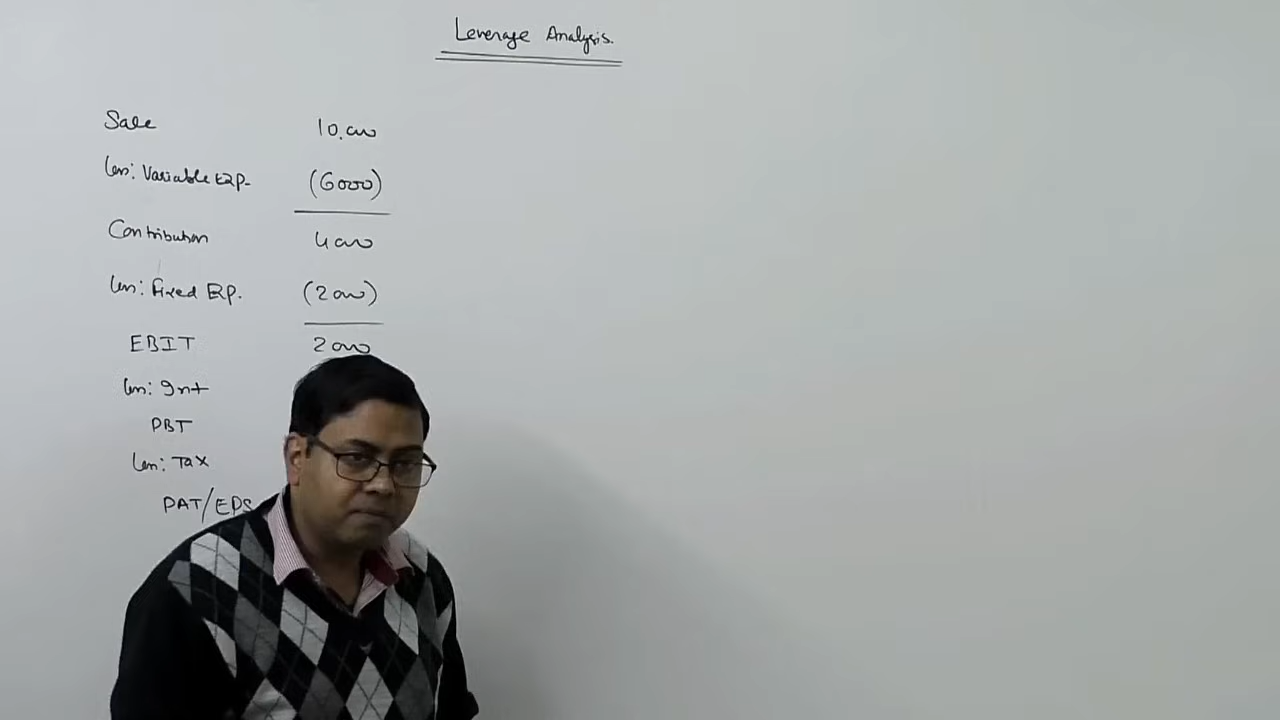 Leverage Analysis.
Sale 10,000
Less: Variable Exp. (6000)
Contribution 4000
Less: Fixed Exp. (2000)
EBIT 2000
Less: Int
PBT
Less: Tax
PAT/EPS